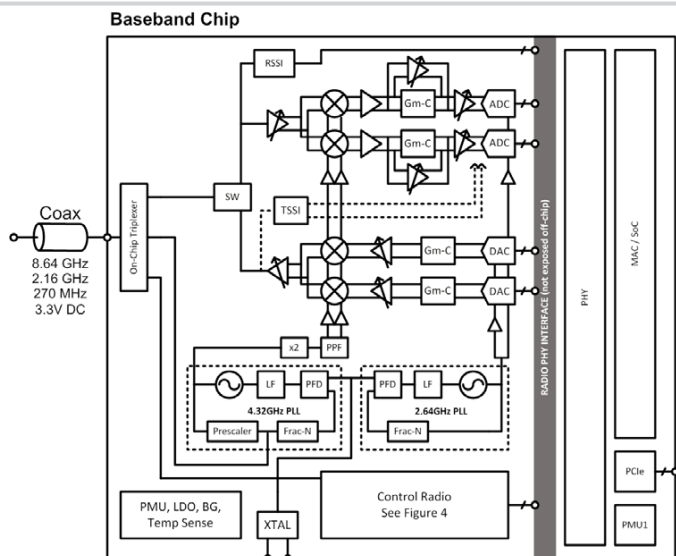 Baseband Chip
RSSI
Gm-C
ADC
Gm-C
ADC
SW
TSSI
On-Chip Triplexer
Coax
8.64 GHz
2.16 GHz
270 MHz
3.3V DC
Gm-C
DAC
Gm-C
DAC
x2
PPF
LF
PFD
4.32GHz PLL
Prescaler
Frac-N
PFD
LF
2.64GHz PLL
Frac-N
PMU, LDO, BG,
Temp Sense
XTAL
Control Radio
See Figure 4
RADIO PHY INTERFACE (not exposed off-chip)
PHY
MAC / SoC
PCIe
PMU1